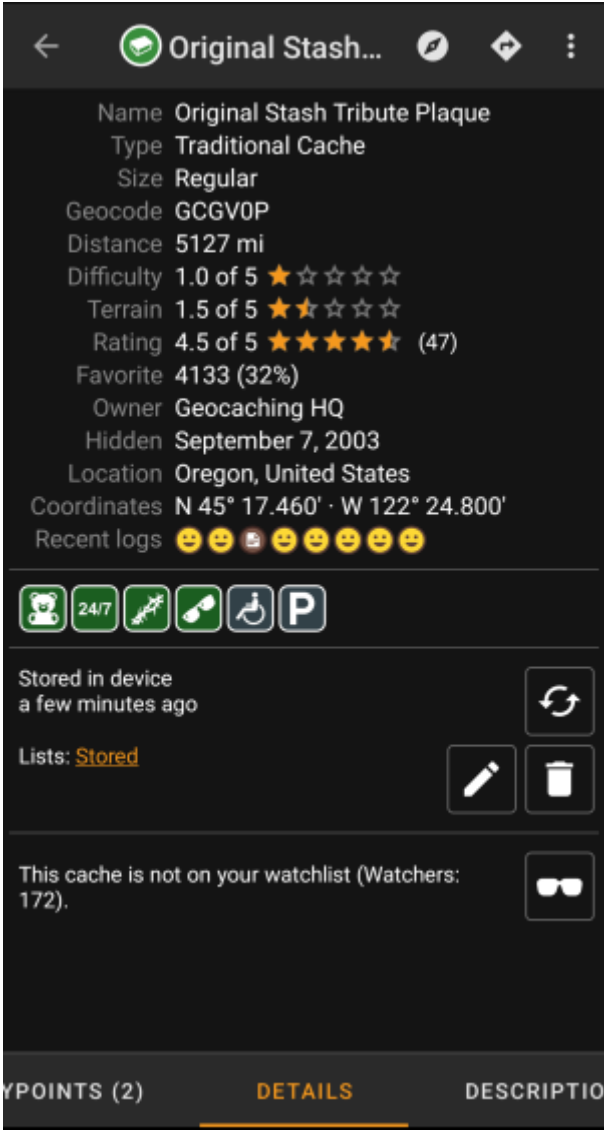 Original Stash...
Name Original Stash Tribute Plaque
Type Traditional Cache
Size Regular
Geocode GCGV0P
Distance 5127 mi
Difficulty 1.0 of 5
Terrain 1.5 of 5
Rating 4.5 of 5 (47)
Favorite 4133 (32%)
Owner Geocaching HQ
Hidden September 7, 2003
Location Oregon, United States
Coordinates N 45° 17.460' · W 122° 24.800'
Recent logs
24/7 P
Stored in device
a few minutes ago
Lists: Stored
This cache is not on your watchlist (Watchers:
172).
YPOINTS (2) DETAILS DESCRIPTIO